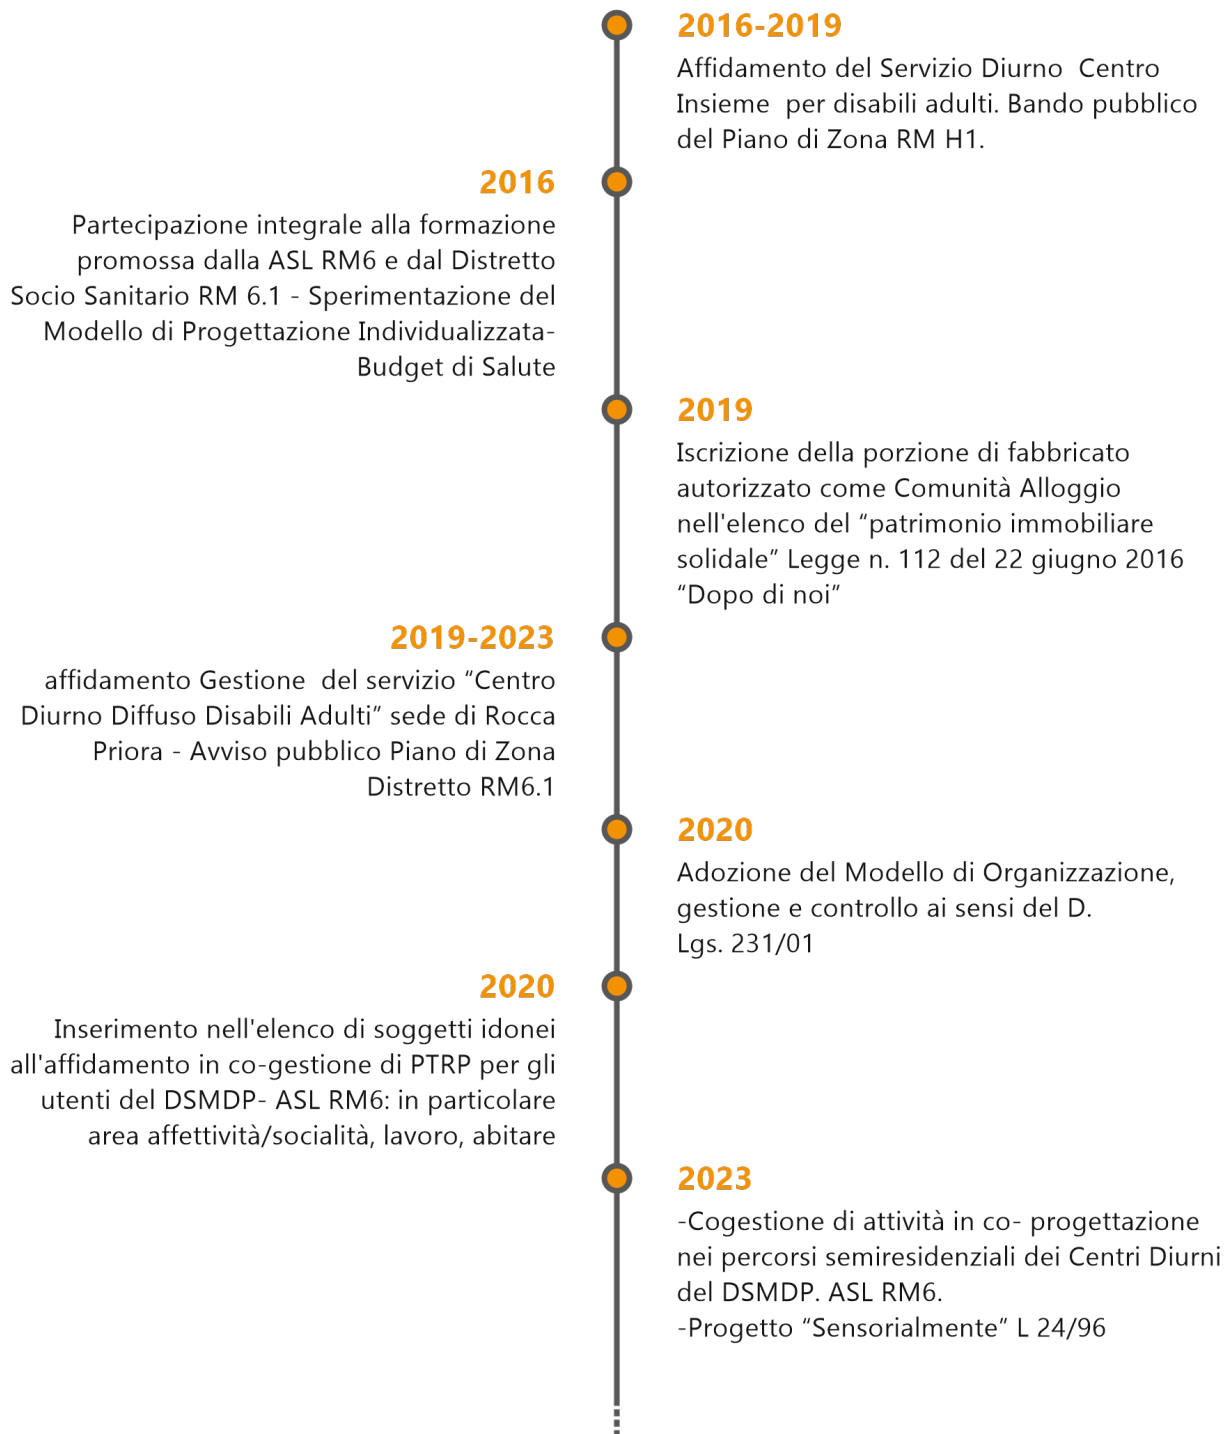 2016-2019
Affidamento del Servizio Diurno  Centro
Insieme  per disabili adulti. Bando pubblico
del Piano di Zona RM H1.
2016
Partecipazione integrale alla formazione
promossa dalla ASL RM6 e dal Distretto
Socio Sanitario RM 6.1 - Sperimentazione del
Modello di Progettazione Individualizzata-
Budget di Salute
2019
Iscrizione della porzione di fabbricato
autorizzato come Comunità Alloggio
nell'elenco del “patrimonio immobiliare
solidale” Legge n. 112 del 22 giugno 2016
“Dopo di noi”
2019-2023
affidamento Gestione  del servizio “Centro
Diurno Diffuso Disabili Adulti” sede di Rocca
Priora - Avviso pubblico Piano di Zona
Distretto RM6.1
2020
Adozione del Modello di Organizzazione,
gestione e controllo ai sensi del D.
Lgs. 231/01
2020
Inserimento nell'elenco di soggetti idonei
all'affidamento in co-gestione di PTRP per gli
utenti del DSMDP- ASL RM6: in particolare
area affettività/socialità, lavoro, abitare
2023
-Cogestione di attività in co- progettazione
nei percorsi semiresidenziali dei Centri Diurni
del DSMDP. ASL RM6.
-Progetto “Sensorialmente” L 24/96